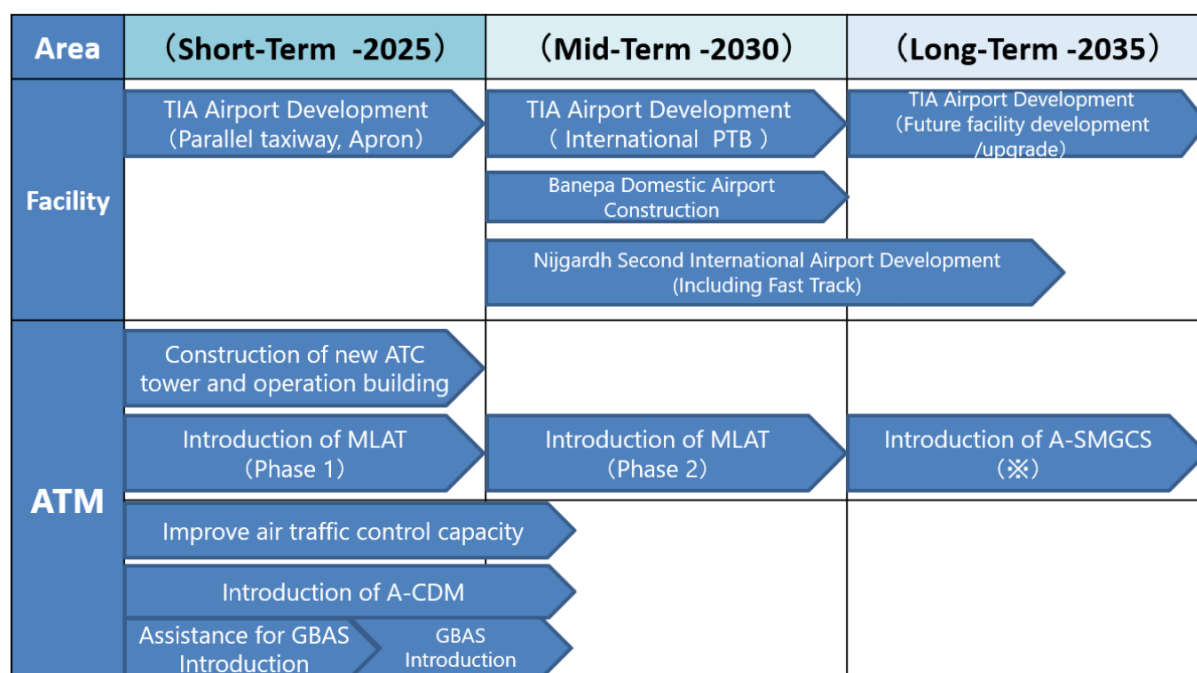 Area
（Short-Term -2025）
（Mid-Term -2030）
（Long-Term -2035）
Facility
TIA Airport Development
（Parallel taxiway, Apron）
TIA Airport Development
（ International PTB ）
TIA Airport Development
（Future facility development
/upgrade）
Banepa Domestic Airport
Construction
Nijgardh Second International Airport Development
(Including Fast Track)
ATM
Construction of new ATC
tower and operation building
Introduction of MLAT
（Phase 1）
Introduction of MLAT
（Phase 2）
Introduction of A-SMGCS
（※）
Improve air traffic control capacity
Introduction of A-CDM
Assistance for GBAS
Introduction
GBAS
Introduction